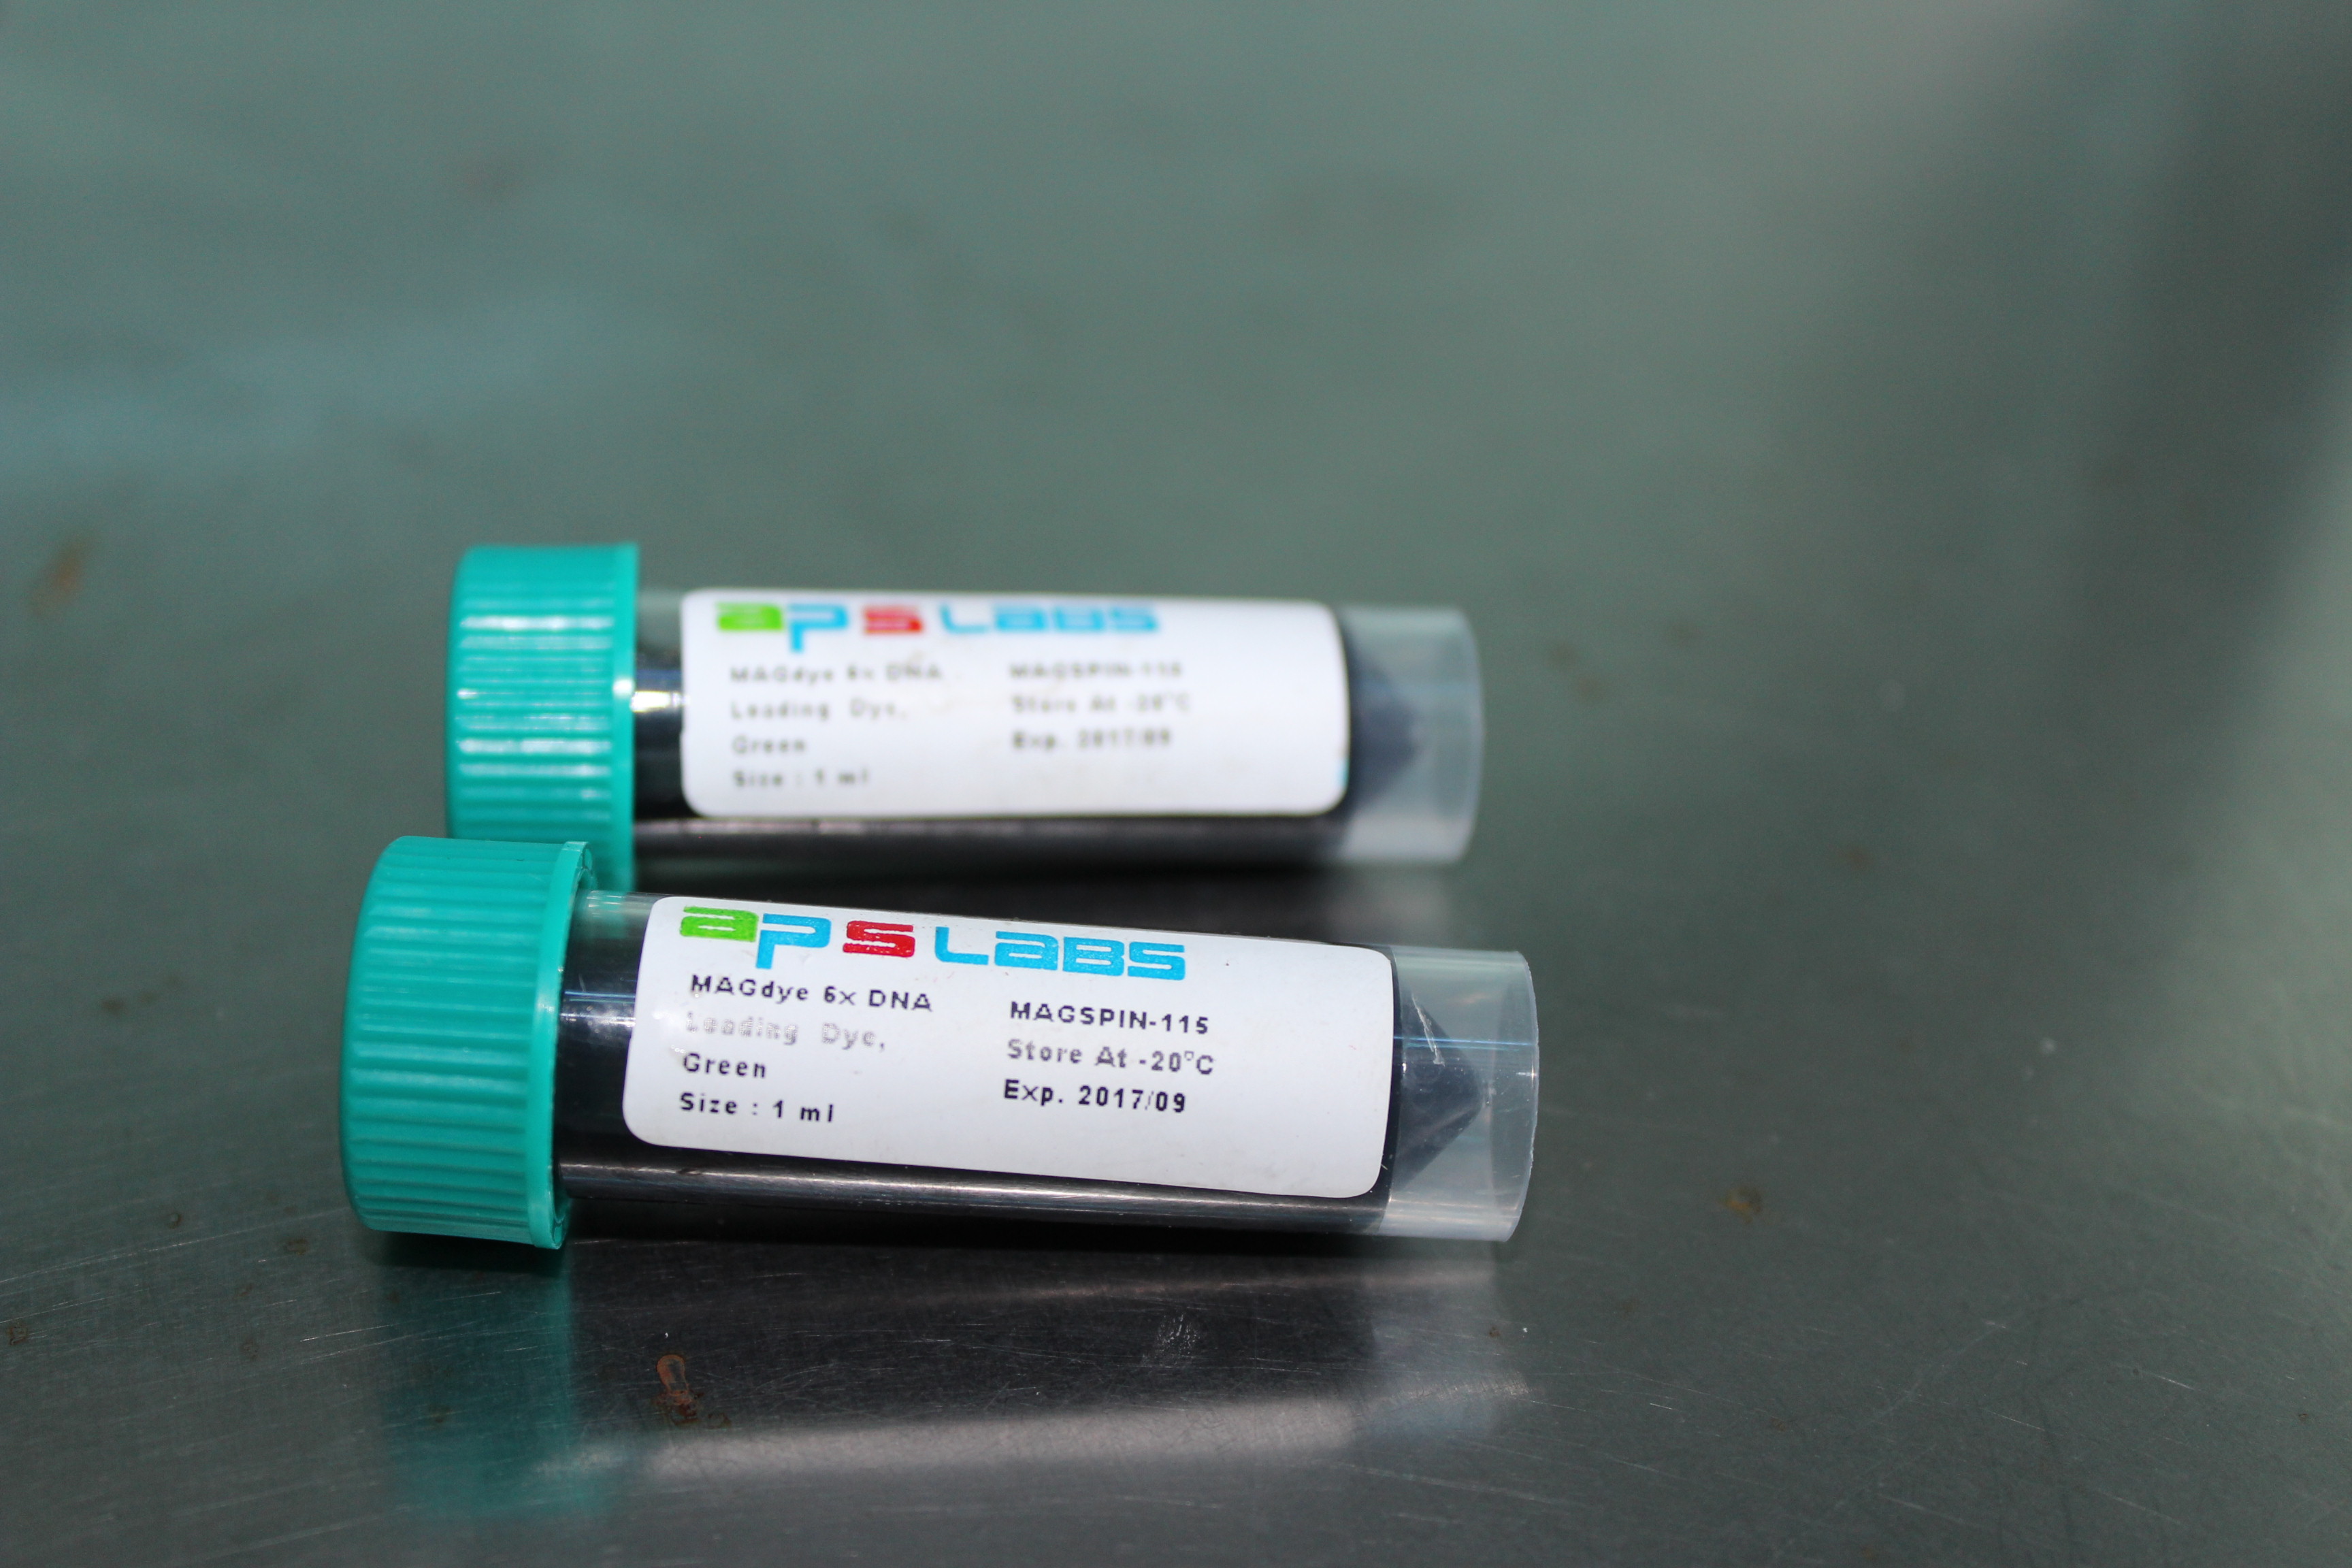 aps LABS
MAGdye 6x DNA
Loading Dye,
Green
Size : 1 ml
MAGSPIN-115
Store At -20°C
Exp. 2017/09
aps LABS
MAGdye 6x DNA
Loading Dye,
Green
Size : 1 ml
MAGSPIN-115
Store At -20°C
Exp. 2017/09